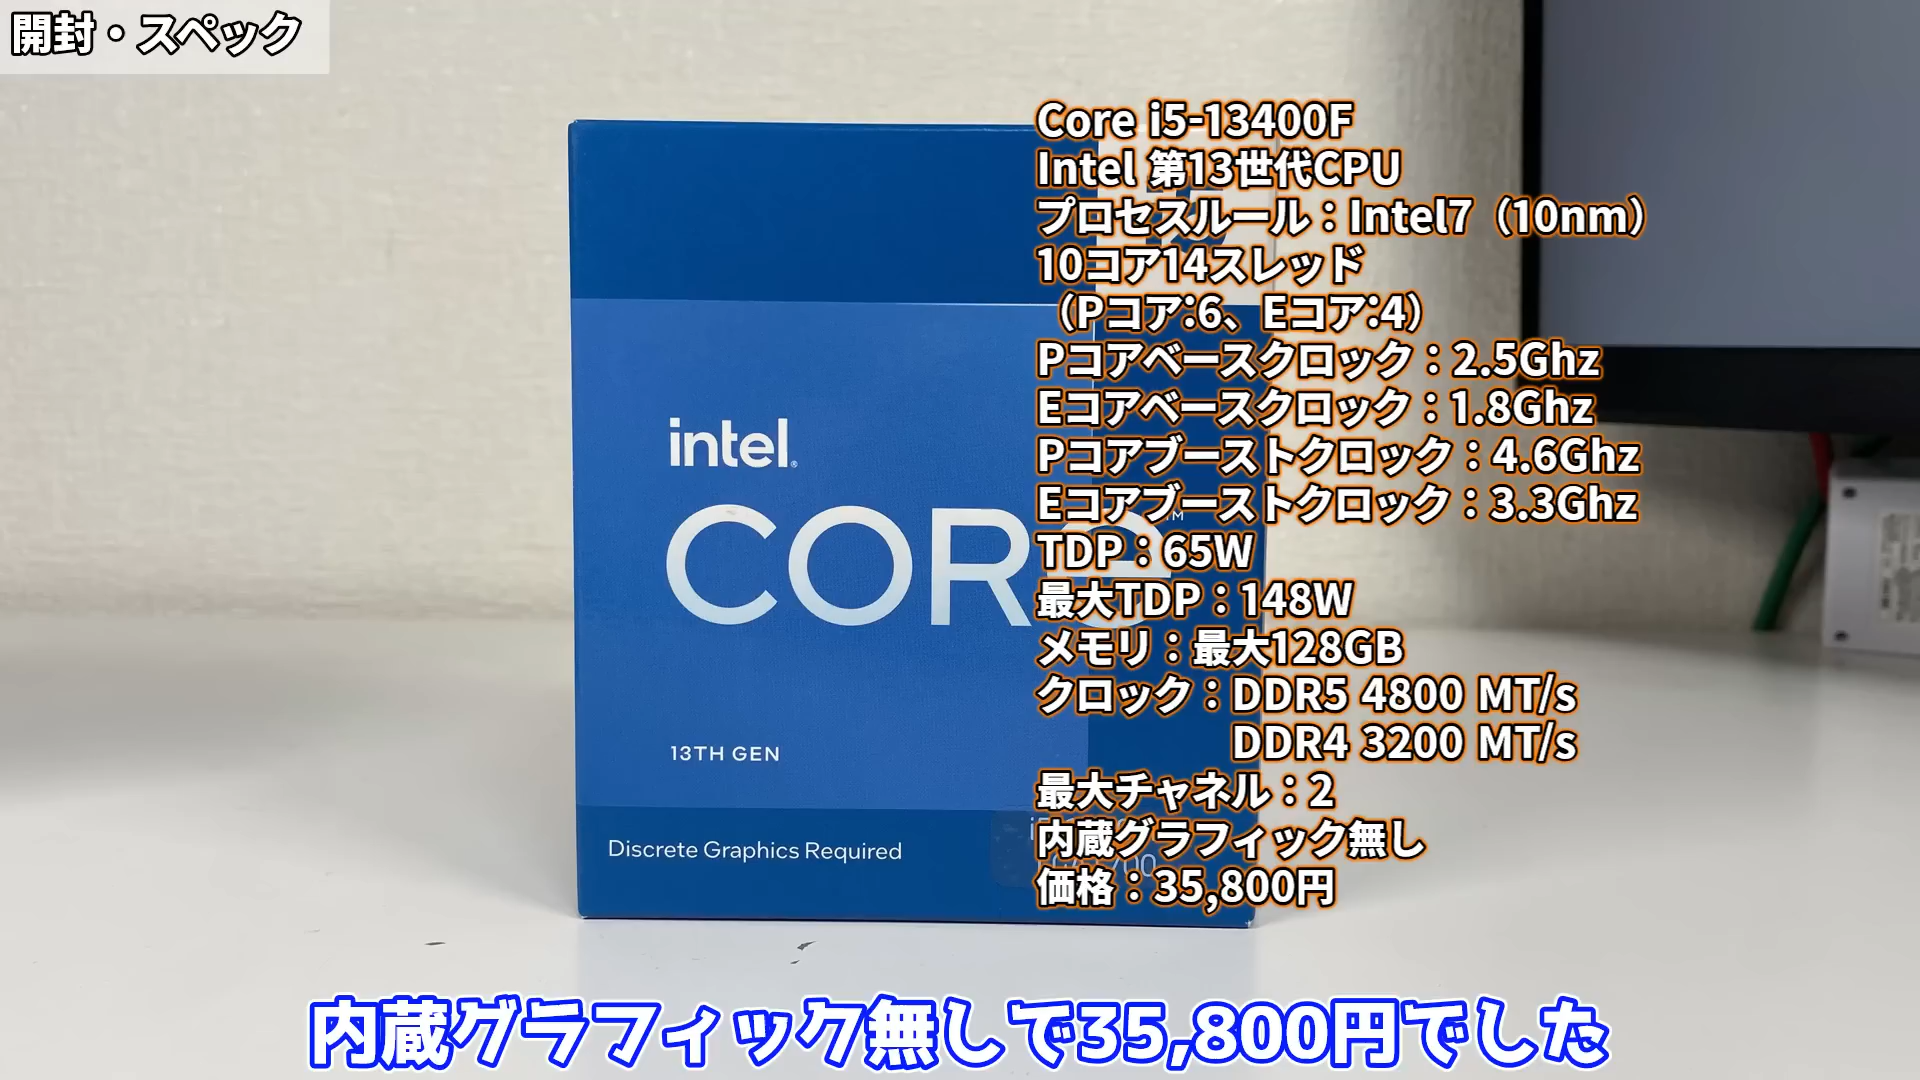 開封・スペック
Core i5-13400F
Intel 第13世代CPU
プロセスルール：Intel7（10nm）
10コア14スレッド
（Pコア:6、Eコア:4）
Pコアベースクロック：2.5Ghz
Eコアベースクロック：1.8Ghz
Pコアブーストクロック：4.6Ghz
Eコアブーストクロック：3.3Ghz
TDP：65W
最大TDP：148W
メモリ：最大128GB
クロック：DDR5 4800 MT/s
DDR4 3200 MT/s
最大チャネル：2
内蔵グラフィック無し
価格：35,800円
intel
CORe
13TH GEN
Discrete Graphics Required
内蔵グラフィック無しで35,800円でした